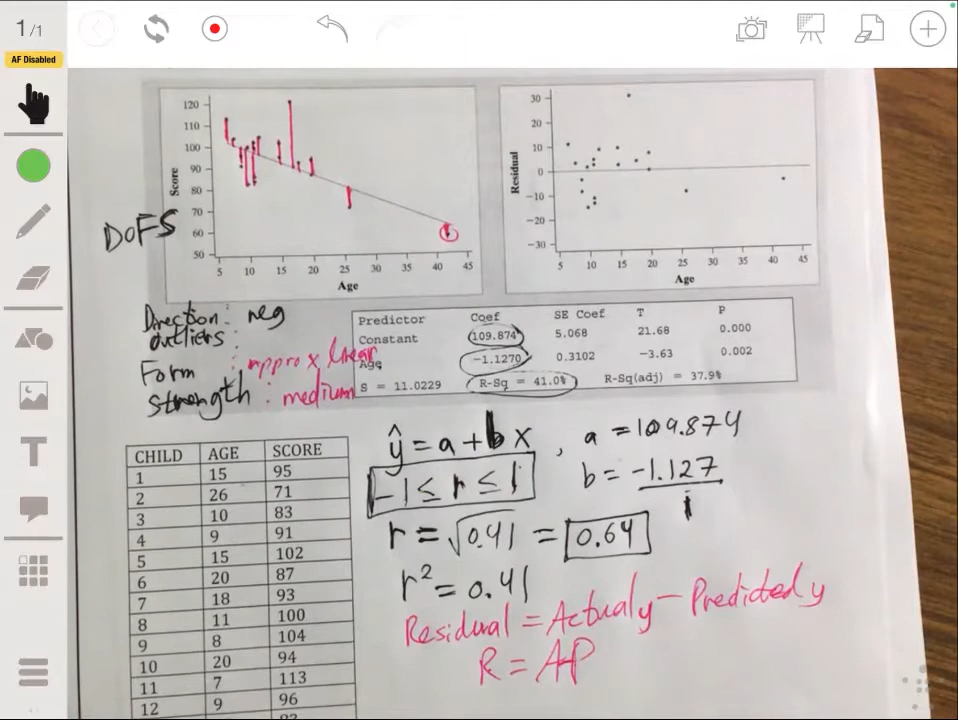 1/1
AF Disabled
120
110
100
90
80
70
60
50
Score
5 10 15 20 25 30 35 40 45
Age
30
20
10
0
−10
−20
−30
Residual
5 10 15 20 25 30 35 40 45
Age
DOFS
Direction: neg
outliers:
Form : approx linear
strength: medium
Predictor Coef SE Coef T P
Constant 109.874 5.068 21.68 0.000
Age −1.1270 0.3102 −3.63 0.002
S = 11.0229 R-Sq = 41.0% R-Sq(adj) = 37.9%
ŷ = a + b x , a = 109.874
-1 ≤ r ≤ 1 b = -1.127
1
r = √0.41 = 0.64
r² = 0.41
Residual = Actual y − Predicted y
R = A-P
CHILD AGE SCORE
1 15 95
2 26 71
3 10 83
4 9 91
5 15 102
6 20 87
7 18 93
8 11 100
9 8 104
10 20 94
11 7 113
12 9 96
T